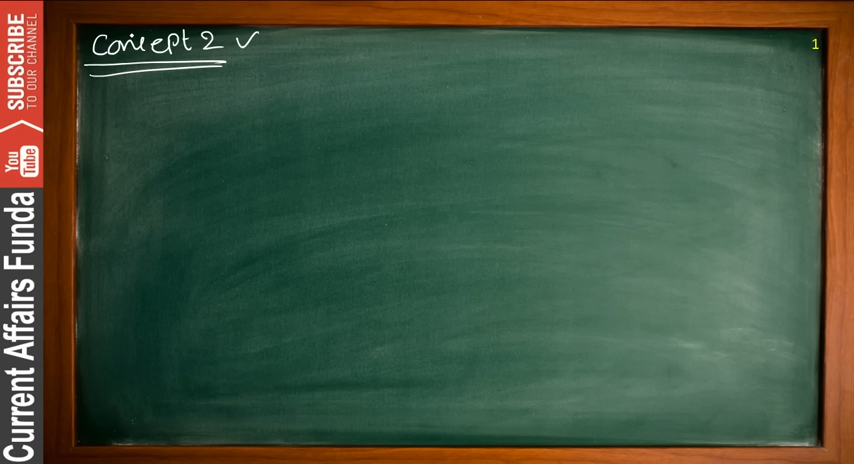 Concept 2 ✓
1
SUBSCRIBE
TO OUR CHANNEL
You Tube
Current Affairs Funda